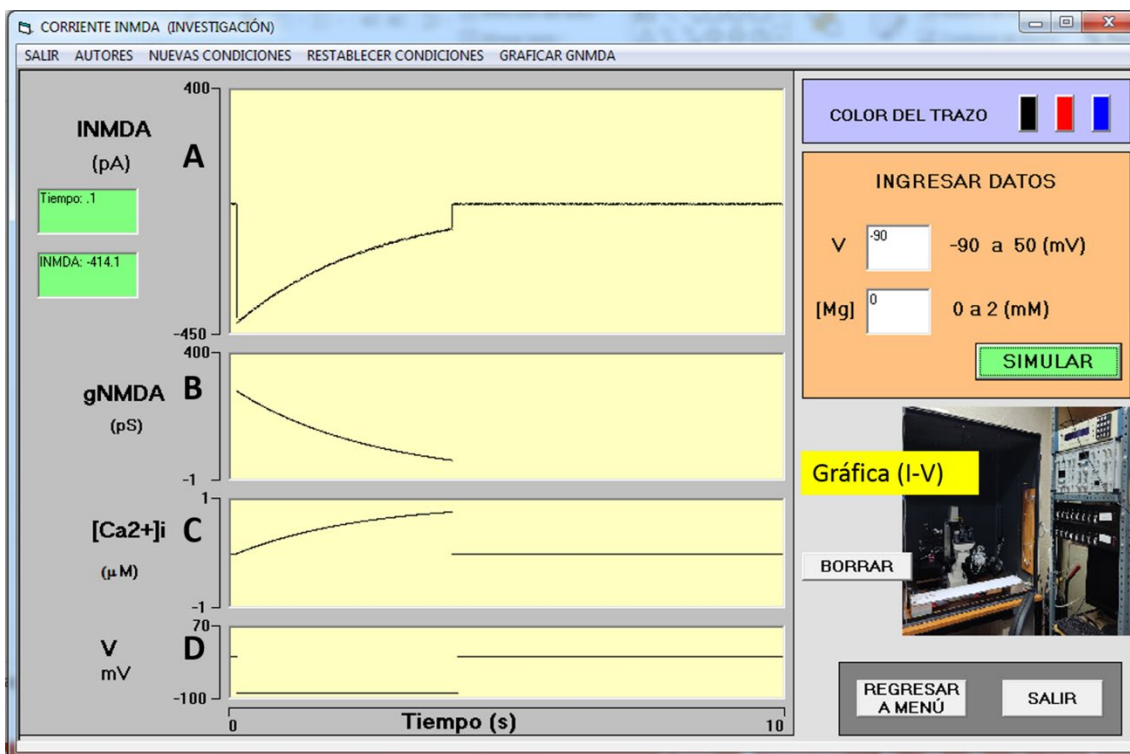 CORRIENTE INMDA (INVESTIGACIÓN)
SALIR AUTORES NUEVAS CONDICIONES RESTABLECER CONDICIONES GRAFICAR GNMDA
INMDA
(pA)
A
400
-450
Tiempo: .1
INMDA: -414.1
gNMDA
(pS)
B
400
-1
[Ca2+]i
(µM)
C
1
-1
V
mV
D
70
-100
0
Tiempo (s)
10
COLOR DEL TRAZO
INGRESAR DATOS
V -90 -90 a 50 (mV)
[Mg] 0 0 a 2 (mM)
SIMULAR
Gráfica (I-V)
BORRAR
REGRESAR
A MENÚ
SALIR